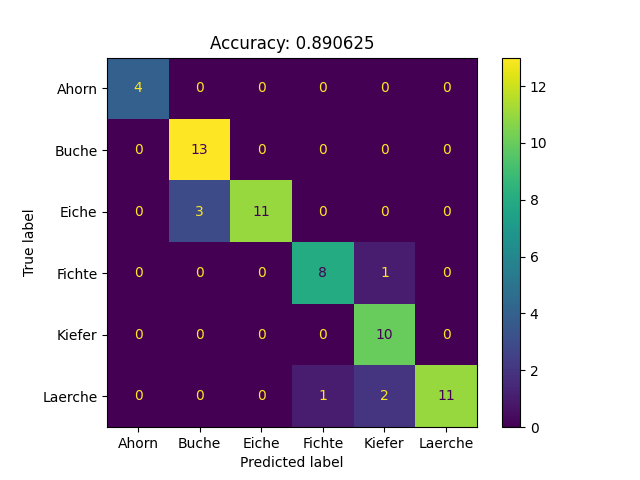 Accuracy: 0.890625
True label
Ahorn 4 0 0 0 0 0
Buche 0 13 0 0 0 0
Eiche 0 3 11 0 0 0
Fichte 0 0 0 8 1 0
Kiefer 0 0 0 0 10 0
Laerche 0 0 0 1 2 11
Ahorn Buche Eiche Fichte Kiefer Laerche
Predicted label
12
10
8
6
4
2
0